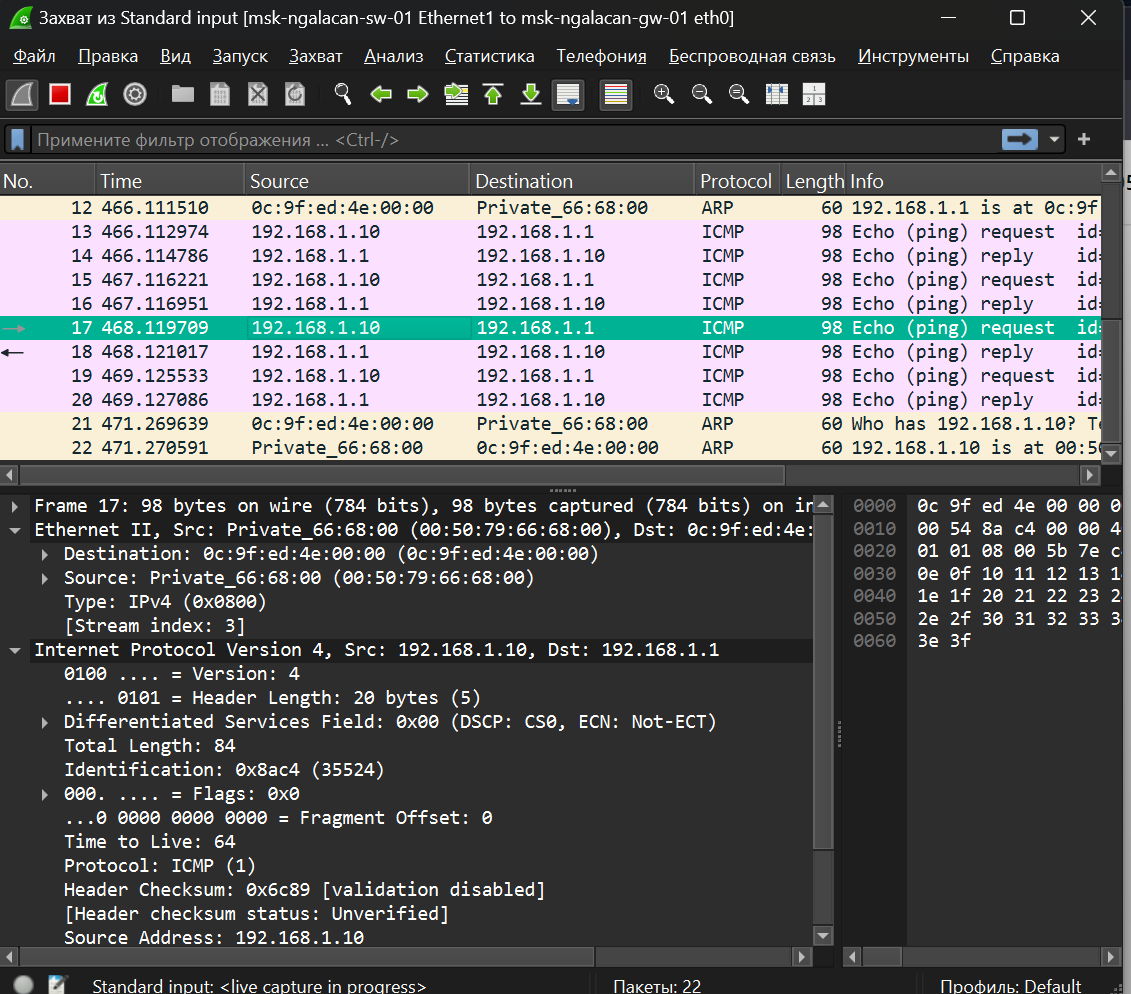 Захват из Standard input [msk-ngalacan-sw-01 Ethernet1 to msk-ngalacan-gw-01 eth0]
Файл Правка Вид Запуск Захват Анализ Статистика Телефония Беспроводная связь Инструменты Справка
Примените фильтр отображения ... <Ctrl-/>
No. Time Source Destination Protocol Length Info
12 466.111510 0c:9f:ed:4e:00:00 Private_66:68:00 ARP 60 192.168.1.1 is at 0c:9f
13 466.112974 192.168.1.10 192.168.1.1 ICMP 98 Echo (ping) request id=
14 466.114786 192.168.1.1 192.168.1.10 ICMP 98 Echo (ping) reply id=
15 467.116221 192.168.1.10 192.168.1.1 ICMP 98 Echo (ping) request id=
16 467.116951 192.168.1.1 192.168.1.10 ICMP 98 Echo (ping) reply id=
17 468.119709 192.168.1.10 192.168.1.1 ICMP 98 Echo (ping) request id=
18 468.121017 192.168.1.1 192.168.1.10 ICMP 98 Echo (ping) reply id=
19 469.125533 192.168.1.10 192.168.1.1 ICMP 98 Echo (ping) request id=
20 469.127086 192.168.1.1 192.168.1.10 ICMP 98 Echo (ping) reply id=
21 471.269639 0c:9f:ed:4e:00:00 Private_66:68:00 ARP 60 Who has 192.168.1.10?
22 471.270591 Private_66:68:00 0c:9f:ed:4e:00:00 ARP 60 192.168.1.10 is at 00:50
Frame 17: 98 bytes on wire (784 bits), 98 bytes captured (784 bits) on in
Ethernet II, Src: Private_66:68:00 (00:50:79:66:68:00), Dst: 0c:9f:ed:4e:
Destination: 0c:9f:ed:4e:00:00 (0c:9f:ed:4e:00:00)
Source: Private_66:68:00 (00:50:79:66:68:00)
Type: IPv4 (0x0800)
[Stream index: 3]
Internet Protocol Version 4, Src: 192.168.1.10, Dst: 192.168.1.1
0100 .... = Version: 4
.... 0101 = Header Length: 20 bytes (5)
Differentiated Services Field: 0x00 (DSCP: CS0, ECN: Not-ECT)
Total Length: 84
Identification: 0x8ac4 (35524)
000. .... = Flags: 0x0
...0 0000 0000 0000 = Fragment Offset: 0
Time to Live: 64
Protocol: ICMP (1)
Header Checksum: 0x6c89 [validation disabled]
[Header checksum status: Unverified]
Source Address: 192.168.1.10
0000 0c 9f ed 4e 00 00 0
0010 00 54 8a c4 00 00 4
0020 01 01 08 00 5b 7e c
0030 0e 0f 10 11 12 13 1
0040 1e 1f 20 21 22 23 2
0050 2e 2f 30 31 32 33 3
0060 3e 3f
Standard input: <live capture in progress> Пакеты: 22 Профиль: Default